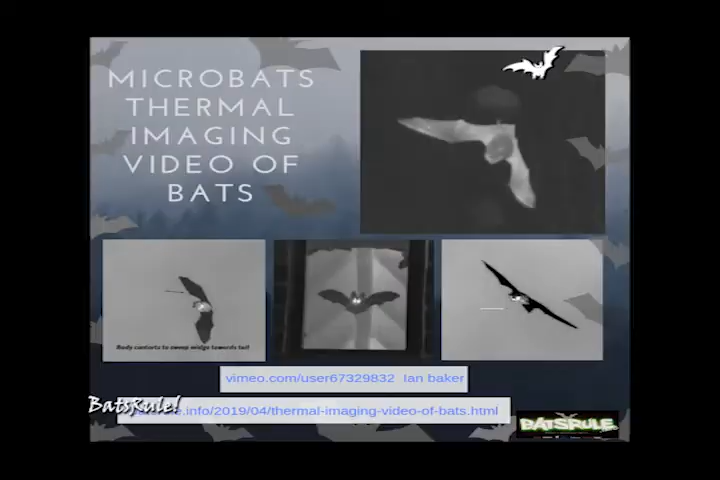 MICROBATS
THERMAL
IMAGING
VIDEO OF
BATS
Body contorts to sweep wings towards tail
vimeo.com/user67329832 Ian baker
BatsRule!
.info/2019/04/thermal-imaging-video-of-bats.html
BATSRULE